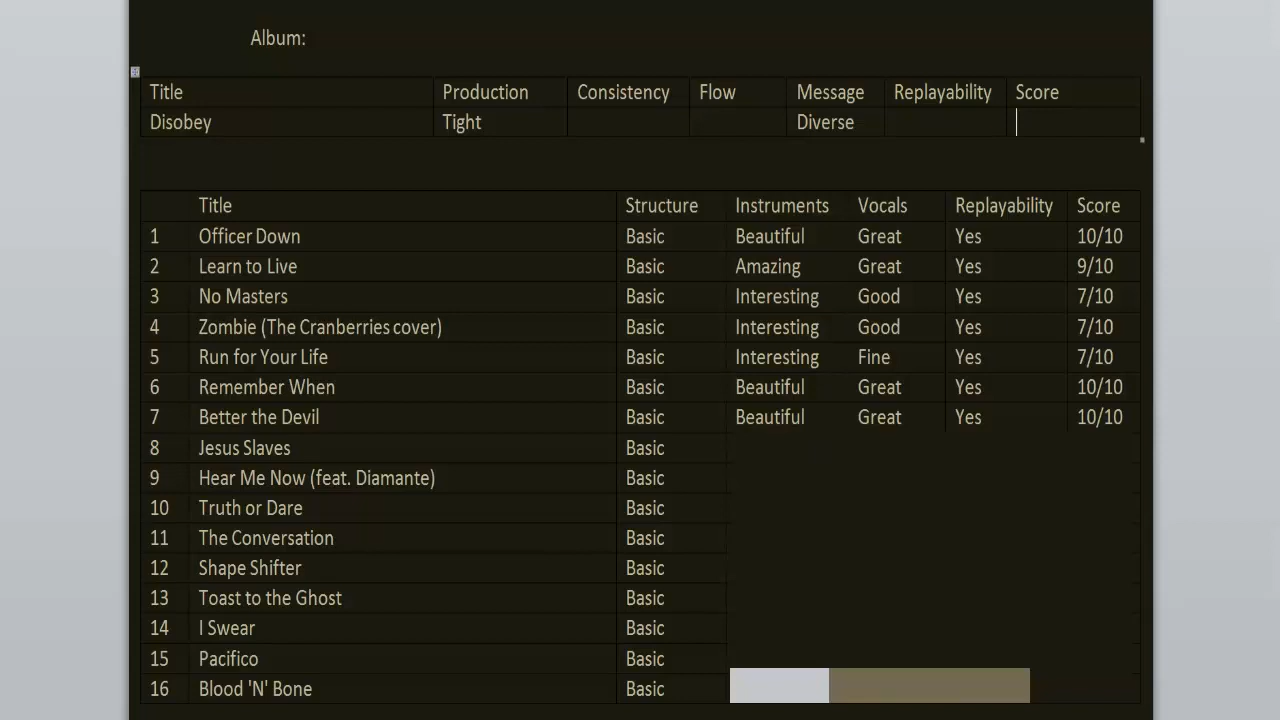 Album:
Title Production Consistency Flow Message Replayability Score
Disobey Tight Diverse
Title Structure Instruments Vocals Replayability Score
1 Officer Down Basic Beautiful Great Yes 10/10
2 Learn to Live Basic Amazing Great Yes 9/10
3 No Masters Basic Interesting Good Yes 7/10
4 Zombie (The Cranberries cover) Basic Interesting Good Yes 7/10
5 Run for Your Life Basic Interesting Fine Yes 7/10
6 Remember When Basic Beautiful Great Yes 10/10
7 Better the Devil Basic Beautiful Great Yes 10/10
8 Jesus Slaves Basic
9 Hear Me Now (feat. Diamante) Basic
10 Truth or Dare Basic
11 The Conversation Basic
12 Shape Shifter Basic
13 Toast to the Ghost Basic
14 I Swear Basic
15 Pacifico Basic
16 Blood 'N' Bone Basic